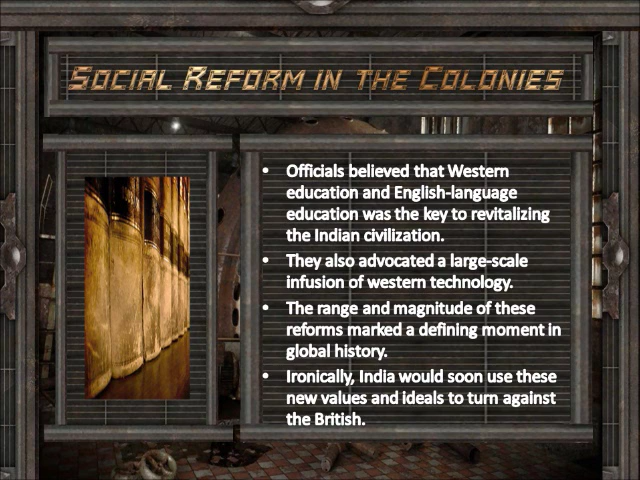 Social Reform in the Colonies
• Officials believed that Western
education and English-language
education was the key to revitalizing
the Indian civilization.
• They also advocated a large-scale
infusion of western technology.
• The range and magnitude of these
reforms marked a defining moment in
global history.
• Ironically, India would soon use these
new values and ideals to turn against
the British.